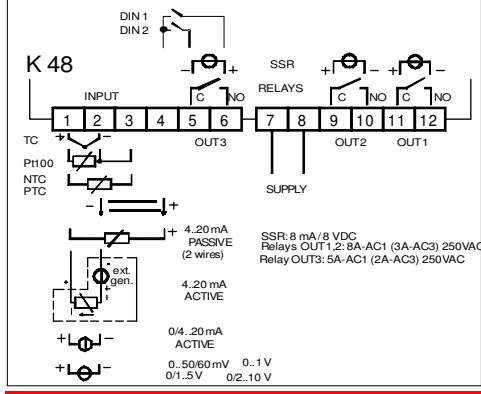 DIN 1
DIN 2
K 48
– +
SSR
+ –
+ –
INPUT
C NO
RELAYS
C NO
C NO
1 2 3 4 5 6 7 8 9 10 11 12
TC
+ –
OUT3
OUT2
OUT1
Pt100
NTC
PTC
SUPPLY
– +
+
4..20 mA
PASSIVE
(2 wires)
SSR: 8 mA / 8 VDC
Relays OUT1,2: 8A-AC1 (3A-AC3) 250VAC
Relay OUT3: 5A-AC1 (2A-AC3) 250VAC
ext.
gen.
4..20 mA
ACTIVE
+ –
0/4..20 mA
ACTIVE
+ –
0..50/60 mV 0..1 V
0/1..5 V 0/2..10 V